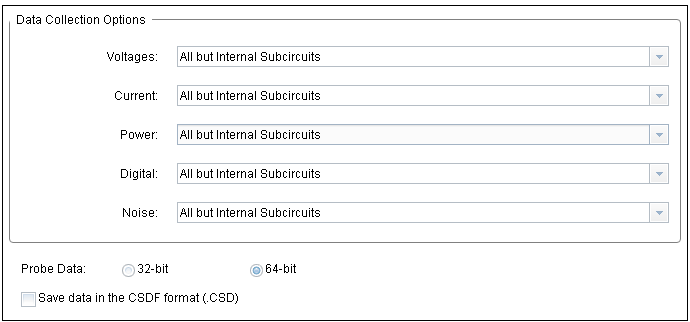 Data Collection Options
Voltages: All but Internal Subcircuits
Current: All but Internal Subcircuits
Power: All but Internal Subcircuits
Digital: All but Internal Subcircuits
Noise: All but Internal Subcircuits
Probe Data: 32-bit 64-bit
Save data in the CSDF format (.CSD)